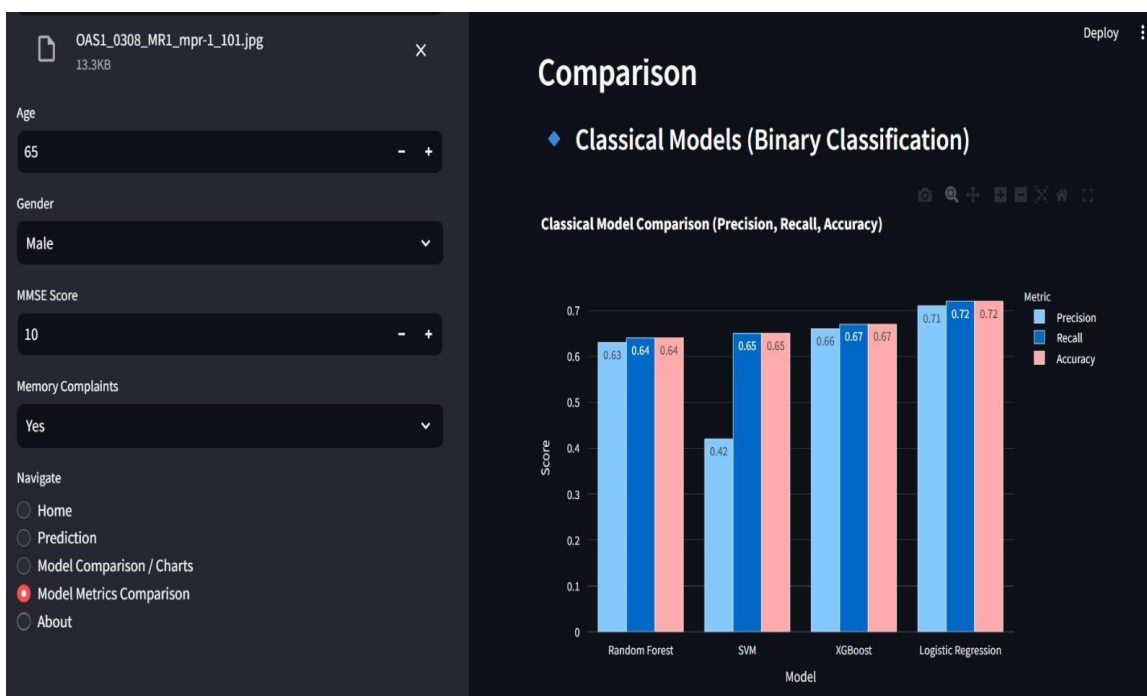 OAS1_0308_MR1_mpr-1_101.jpg
13.3KB
X
Age
65
- +
Gender
Male
MMSE Score
10
- +
Memory Complaints
Yes
Navigate
Home
Prediction
Model Comparison / Charts
Model Metrics Comparison
About
Deploy
Comparison
Classical Models (Binary Classification)
Classical Model Comparison (Precision, Recall, Accuracy)
Metric
Precision
Recall
Accuracy
Score
0.7
0.6
0.5
0.4
0.3
0.2
0.1
0
0.63 0.64 0.64
0.42 0.65 0.65
0.66 0.67 0.67
0.71 0.72 0.72
Random Forest SVM XGBoost Logistic Regression
Model